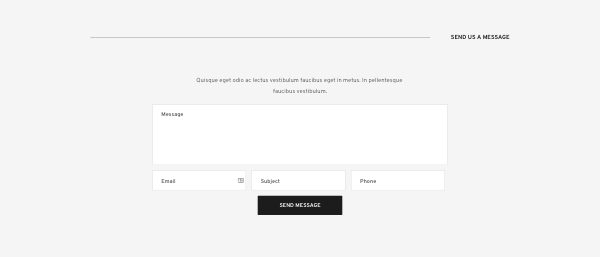 SEND US A MESSAGE
Quisque eget odio ac lectus vestibulum faucibus eget in metus. In pellentesque
faucibus vestibulum.
Message
Email
Subject
Phone
SEND MESSAGE